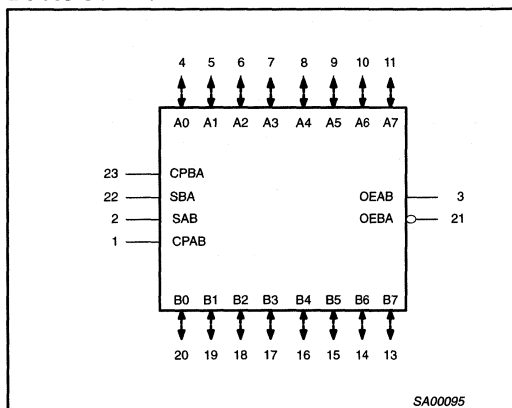 4 5 6 7 8 9 10 11
A0 A1 A2 A3 A4 A5 A6 A7
23 CPBA
22 SBA OEAB 3
2 SAB OEBA 21
1 CPAB
B0 B1 B2 B3 B4 B5 B6 B7
20 19 18 17 16 15 14 13
SA00095